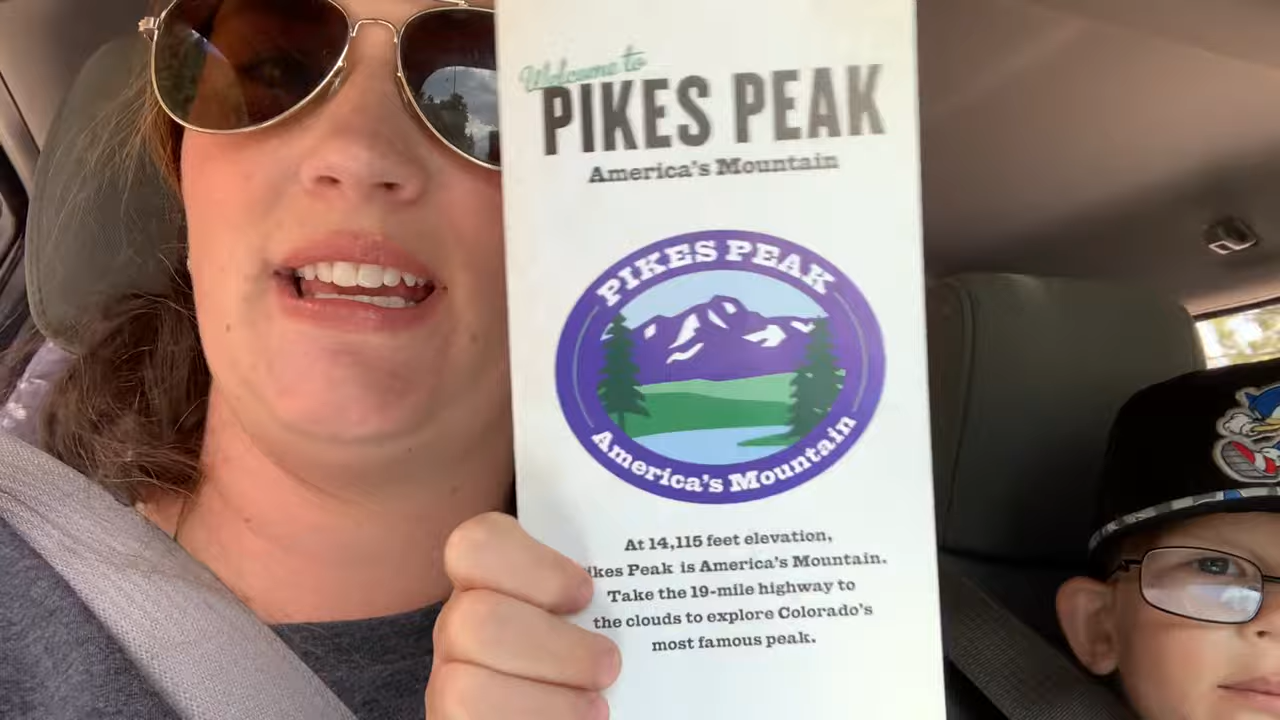 Welcome to
PIKES PEAK
America's Mountain
PIKES PEAK
America's Mountain
At 14,115 feet elevation,
ikes Peak is America's Mountain.
Take the 19-mile highway to
the clouds to explore Colorado's
most famous peak.